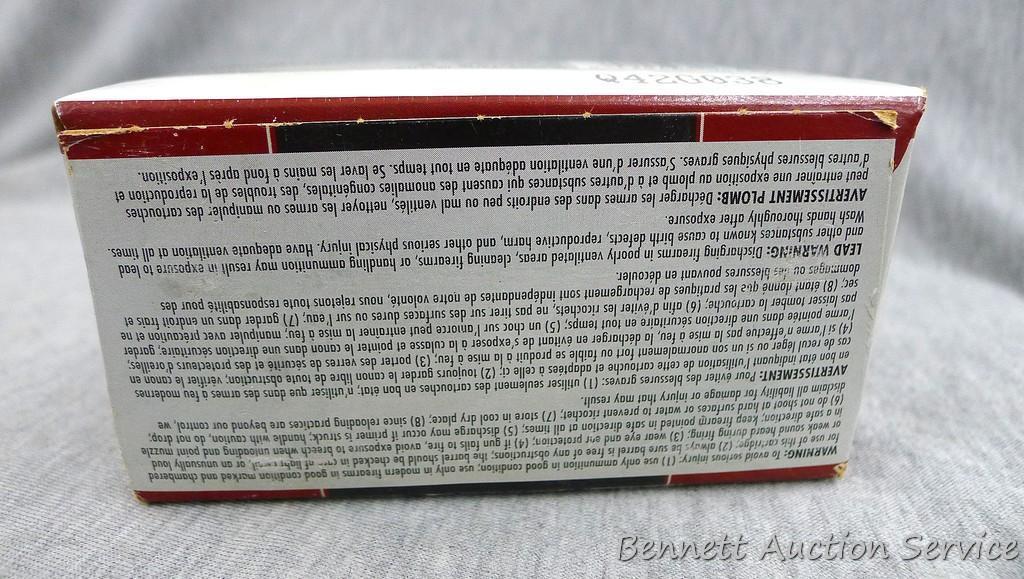 WARNING: To avoid serious injury: (1) use only ammunition in good condition; use only in modern firearms in good condition marked and chambered
for use of this cartridge; (2) always be sure barrel is free of any obstructions; the barrel should be checked in case of light recoil, or an unusually loud
or weak sound heard during firing; (3) wear eye and ear protection; (4) if gun fails to fire, avoid exposure to breech when unloading and point muzzle
in a safe direction; keep firearm pointed in safe direction at all times; (5) discharge may occur if primer is struck; handle with caution, do not drop;
(6) do not shoot at hard surfaces or water to prevent ricochet; (7) store in cool dry place; (8) since reloading practices are beyond our control, we
disclaim all liability for damage or injury that may result.
AVERTISSEMENT: Pour éviter de blessures graves: (1) utiliser seulement des cartouches en bon état; n'utiliser que dans des armes à feu modernes
en bon état indiquant l'utilisation de cette cartouche et adaptées à celle ci; (2) toujours garder le canon libre de toute obstruction; vérifier le canon en
cas de recul léger ou si un son anormalement fort ou faible se produit à la mise à feu; (3) porter des verres de sécurité et des protecteurs d'oreilles;
(4) si l'arme n'effectue pas la mise à feu, la décharger en évitant de s'exposer à la culasse et pointer le canon dans une direction sécuritaire; garder
l'arme pointée dans une direction sécuritaire en tout temps; (5) un choc sur l'amorce peut entraîner la mise à feu; manipuler avec précaution et ne
pas laisser tomber la cartouche; (6) afin d'éviter les ricochets, ne pas tirer sur des surfaces dures ou sur l'eau; (7) garder dans un endroit frais et
sec; (8) étant donné que les pratiques de rechargement sont indépendantes de notre volonté, nous rejetons toute responsibilité pour des
dommages ou des blessures pouvant en découler.
LEAD WARNING: Discharging firearms in poorly ventilated areas, cleaning firearms, or handling ammunition may result in exposure to lead
and other substances known to cause birth defects, reproductive harm, and other serious physical injury. Have adequate ventilation at all times.
Wash hands thoroughly after exposure.
AVERTISSEMENT PLOMB: Décharger les armes dans des endroits peu ou mal ventilés, nettoyer les armes ou manipuler des cartouches
peut entraîner une exposition au plomb et à d'autres substances qui causent des anomalies congénitales, des troubles de la reproduction et
d'autres blessures physiques graves. S'assurer d'une ventilation adéquate en tout temps. Se laver les mains à fond après l'exposition.
Q420038
Bennett Auction Service